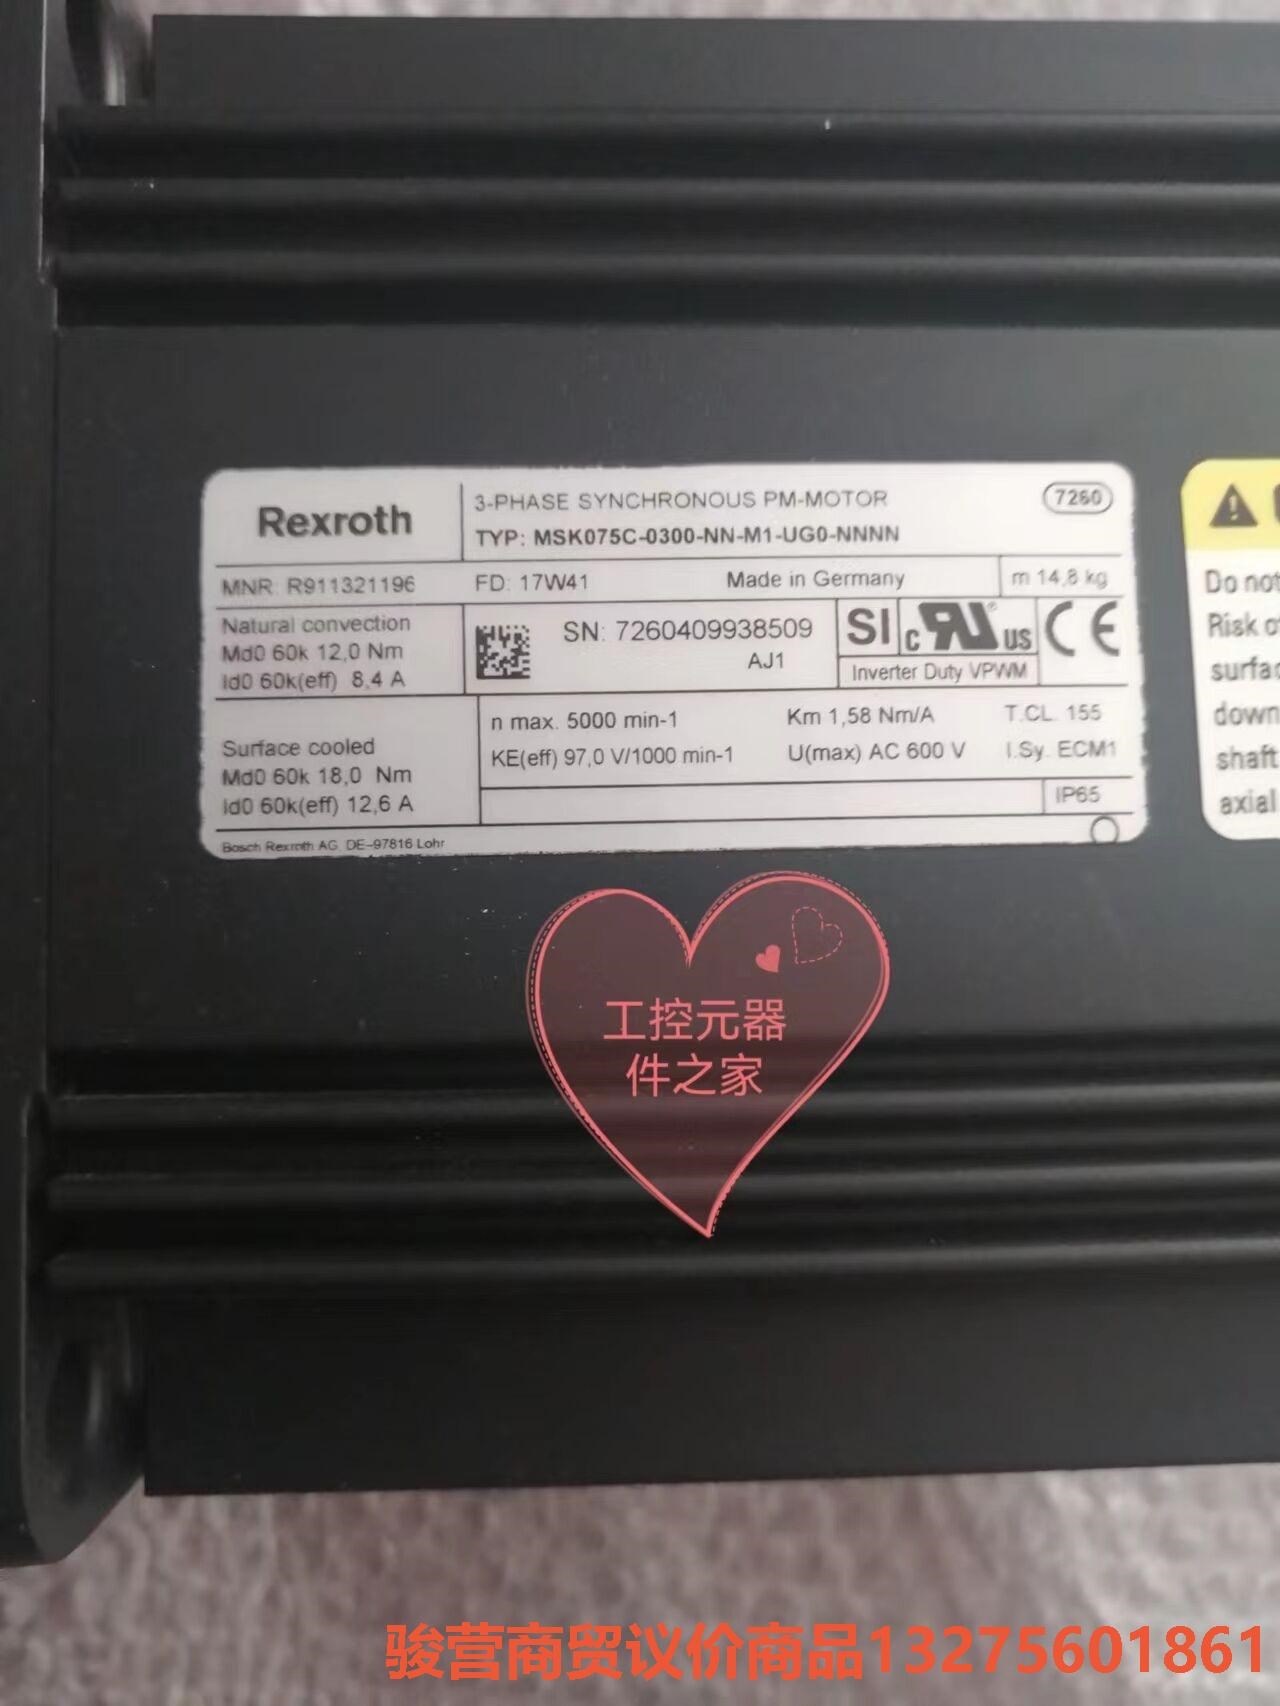 Rexroth
3-PHASE SYNCHRONOUS PM-MOTOR
7260
TYP: MSK075C-0300-NN-M1-UG0-NNNN
MNR: R911321196
FD: 17W41
Made in Germany
m 14,8 kg
Natural convection
Md0 60k 12,0 Nm
Id0 60k(eff) 8,4 A
SN: 7260409938509
AJ1
SI
c RU® US
CE
Inverter Duty VPWM
Surface cooled
Md0 60k 18,0 Nm
Id0 60k(eff) 12,6 A
n max. 5000 min-1
Km 1,58 Nm/A
T.CL. 155
KE(eff) 97,0 V/1000 min-1
U(max) AC 600 V
I.Sy. ECM1
IP65
Bosch Rexroth AG, DE-97816 Lohr
Do not
Risk o
surfac
down
shaft
axial
工控元器
件之家
骏营商贸议价商品13275601861